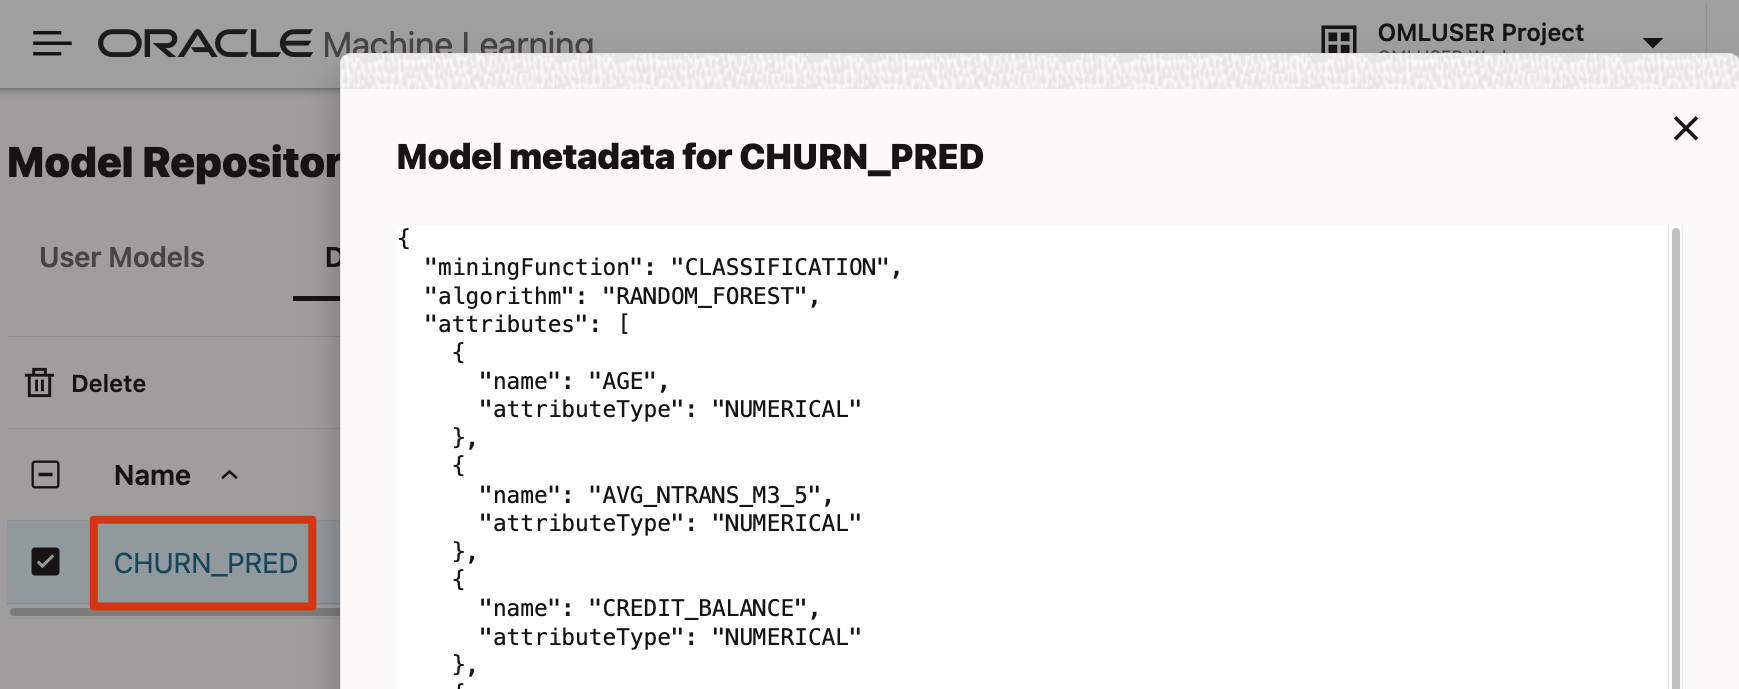 ORACLE Machine Learning
OMLUSER Project
Model Repositor
User Models
D
Delete
Name
CHURN_PRED
Model metadata for CHURN_PRED
{
"miningFunction": "CLASSIFICATION",
"algorithm": "RANDOM_FOREST",
"attributes": [
{
"name": "AGE",
"attributeType": "NUMERICAL"
},
{
"name": "AVG_NTRANS_M3_5",
"attributeType": "NUMERICAL"
},
{
"name": "CREDIT_BALANCE",
"attributeType": "NUMERICAL"
},